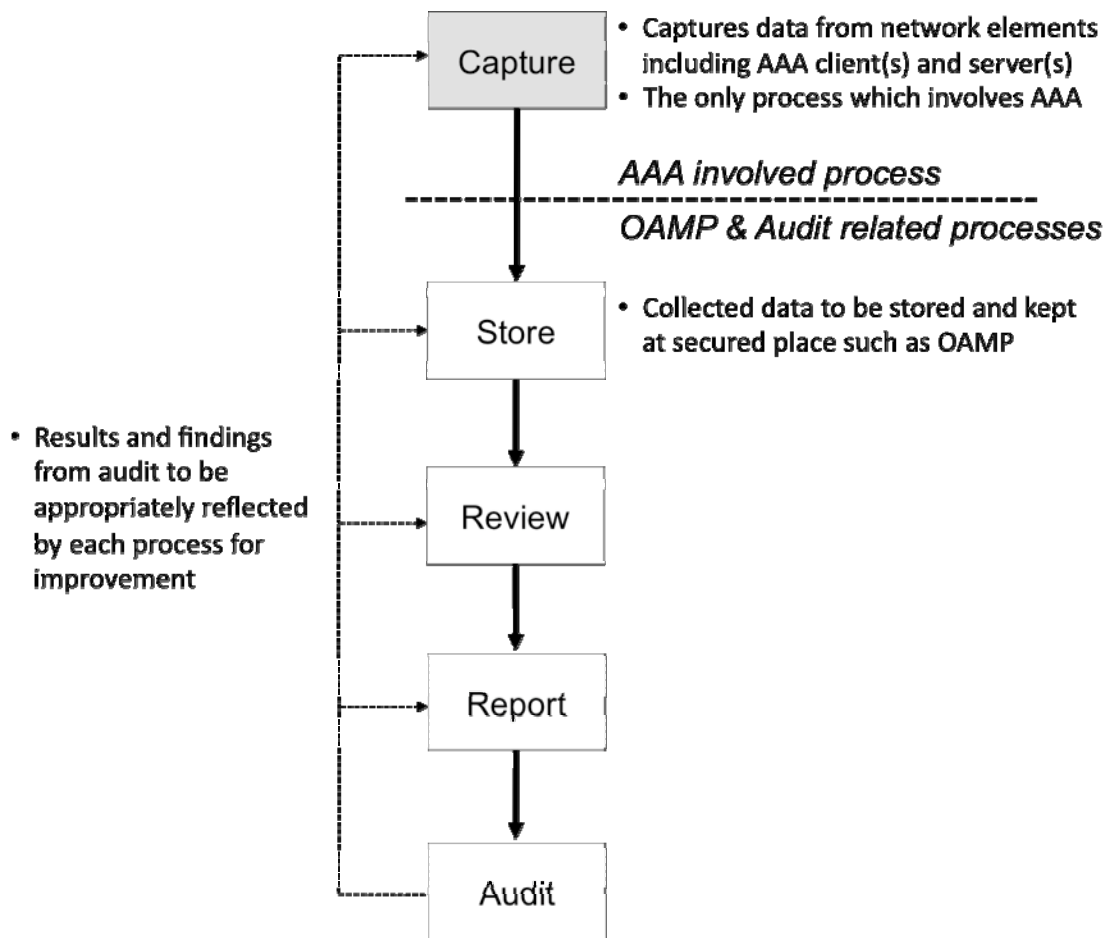 Capture
• Captures data from network elements
including AAA client(s) and server(s)
• The only process which involves AAA
AAA involved process
OAMP & Audit related processes
Store
• Collected data to be stored and kept
at secured place such as OAMP
• Results and findings
from audit to be
appropriately reflected
by each process for
improvement
Review
Report
Audit